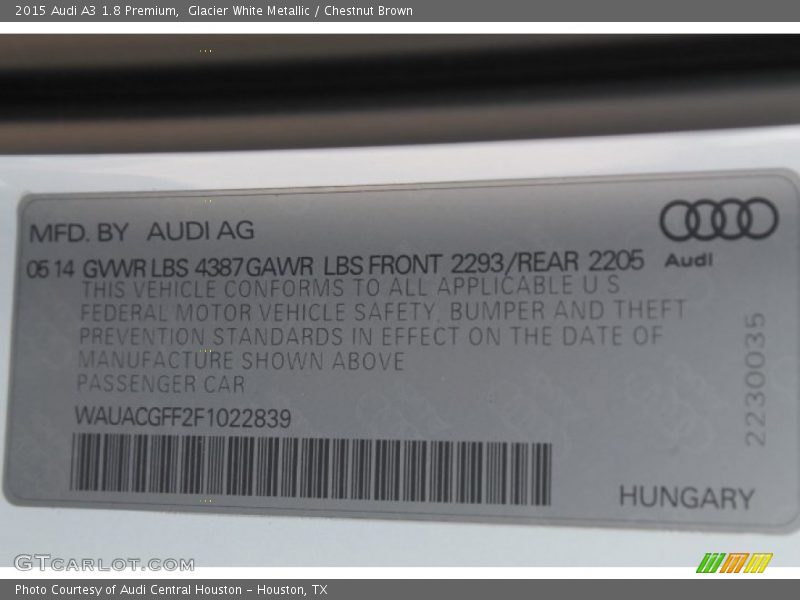 2015 Audi A3 1.8 Premium,  Glacier White Metallic / Chestnut Brown
MFD. BY AUDI AG
Audi
05 14 GVWR LBS 4387 GAWR LBS FRONT 2293/REAR 2205
THIS VEHICLE CONFORMS TO ALL APPLICABLE U S
FEDERAL MOTOR VEHICLE SAFETY, BUMPER AND THEFT
PREVENTION STANDARDS IN EFFECT ON THE DATE OF
MANUFACTURE SHOWN ABOVE
PASSENGER CAR
WAUACGFF2F1022839
2230035
HUNGARY
GTCARLOT.COM
Photo Courtesy of Audi Central Houston - Houston, TX